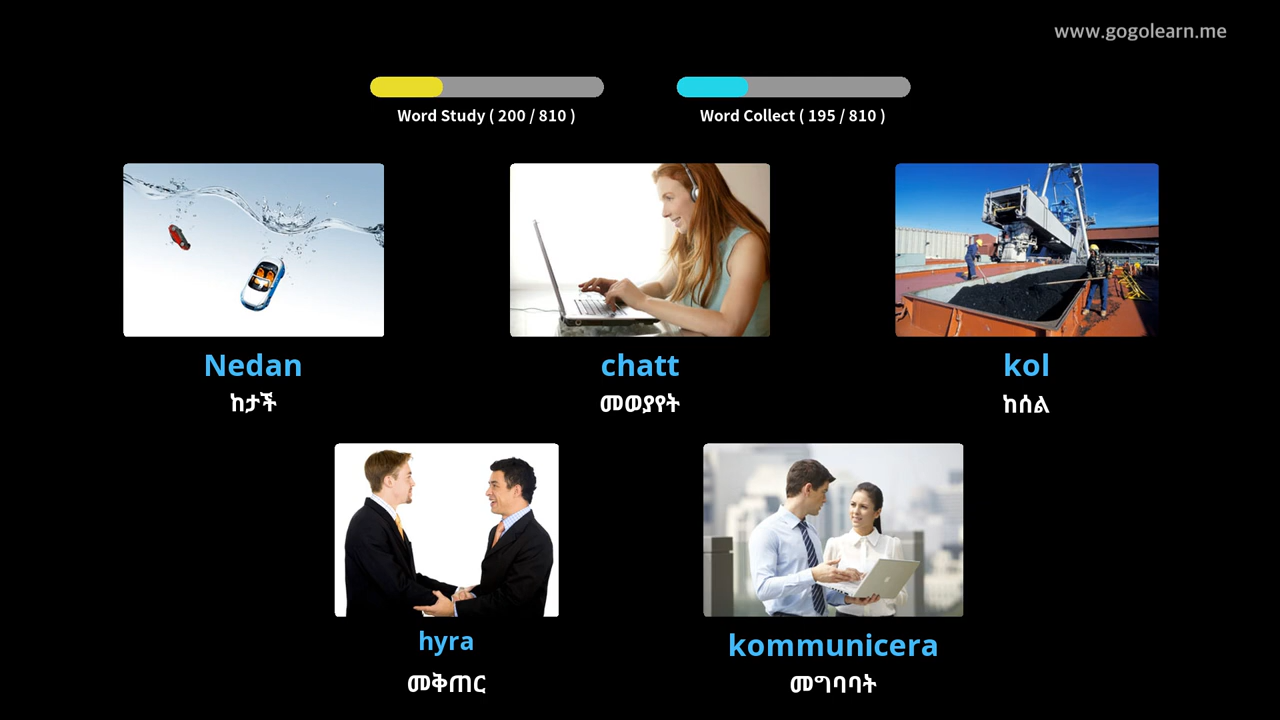 www.gogolearn.me
Word Study ( 200 / 810 )
Word Collect ( 195 / 810 )
Nedan
ከታች
chatt
መወያየት
kol
ከሰል
hyra
መቅጠር
kommunicera
መግባባት